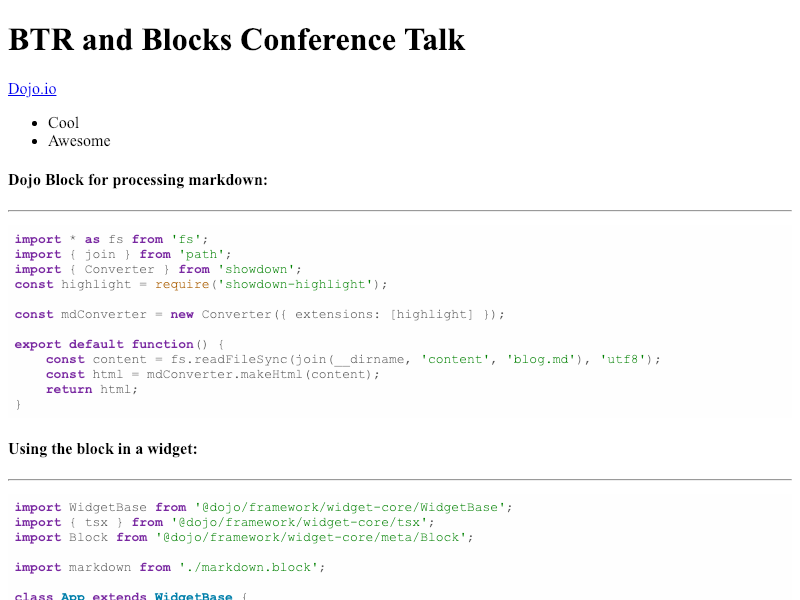 BTR and Blocks Conference Talk
Dojo.io
• Cool
• Awesome
Dojo Block for processing markdown:
import * as fs from 'fs';
import { join } from 'path';
import { Converter } from 'showdown';
const highlight = require('showdown-highlight');
const mdConverter = new Converter({ extensions: [highlight] });
export default function() {
    const content = fs.readFileSync(join(__dirname, 'content', 'blog.md'), 'utf8');
    const html = mdConverter.makeHtml(content);
    return html;
}
Using the block in a widget:
import WidgetBase from '@dojo/framework/widget-core/WidgetBase';
import { tsx } from '@dojo/framework/widget-core/tsx';
import Block from '@dojo/framework/widget-core/meta/Block';
import markdown from './markdown.block';
class App extends WidgetBase {